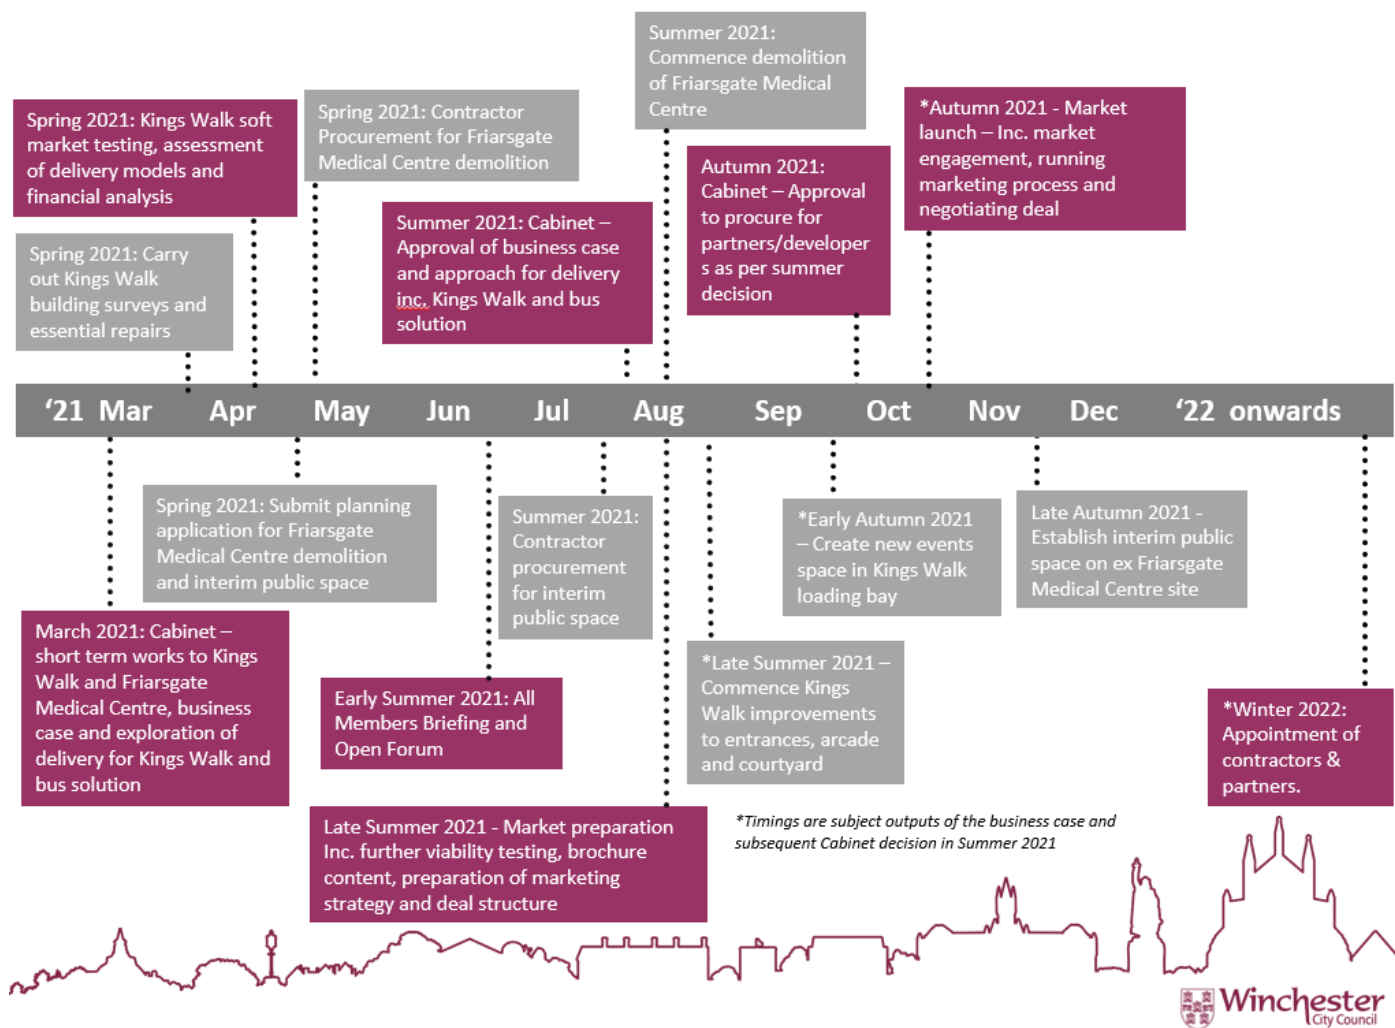 Summer 2021:
Commence demolition
of Friarsgate Medical
Centre
Spring 2021: Kings Walk soft
market testing, assessment
of delivery models and
financial analysis
Spring 2021: Contractor
Procurement for Friarsgate
Medical Centre demolition
*Autumn 2021 - Market
launch – Inc. market
engagement, running
marketing process and
negotiating deal
Autumn 2021:
Cabinet – Approval
to procure for
partners/developer
s as per summer
decision
Summer 2021: Cabinet –
Approval of business case
and approach for delivery
inc. Kings Walk and bus
solution
Spring 2021: Carry
out Kings Walk
building surveys and
essential repairs
‘21 Mar Apr May Jun Jul Aug Sep Oct Nov Dec ‘22 onwards
Spring 2021: Submit planning
application for Friarsgate
Medical Centre demolition
and interim public space
Summer 2021:
Contractor
procurement
for interim
public space
*Early Autumn 2021
– Create new events
space in Kings Walk
loading bay
Late Autumn 2021 -
Establish interim public
space on ex Friarsgate
Medical Centre site
March 2021: Cabinet –
short term works to Kings
Walk and Friarsgate
Medical Centre, business
case and exploration of
delivery for Kings Walk and
bus solution
Early Summer 2021: All
Members Briefing and
Open Forum
*Late Summer 2021 –
Commence Kings
Walk improvements
to entrances, arcade
and courtyard
*Winter 2022:
Appointment of
contractors &
partners.
Late Summer 2021 - Market preparation
Inc. further viability testing, brochure
content, preparation of marketing
strategy and deal structure
*Timings are subject outputs of the business case and
subsequent Cabinet decision in Summer 2021
Winchester
City Council